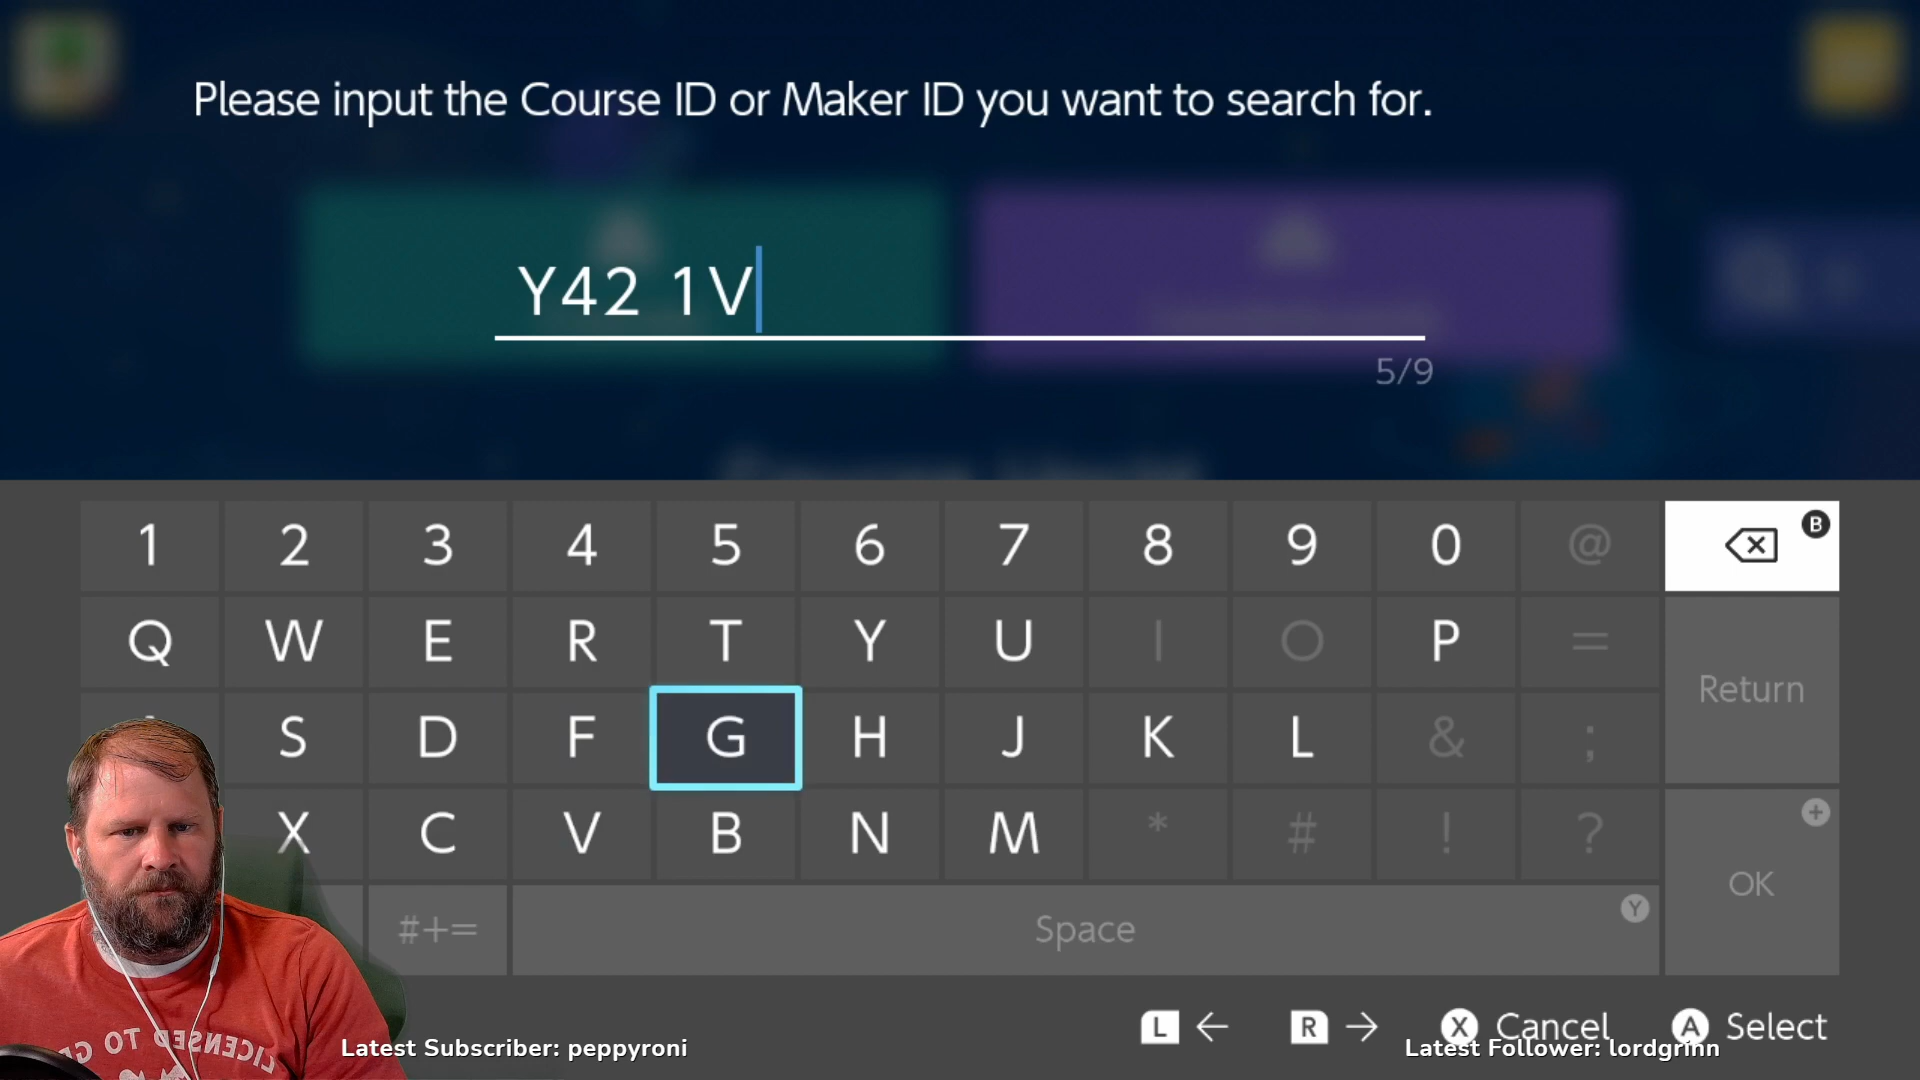 Please input the Course ID or Maker ID you want to search for.
Y42 1V
5/9
1 2 3 4 5 6 7 8 9 0 @ B
Q W E R T Y U I O P =
Return
S D F G H J K L & ;
X C V B N M * # ! ? +
OK
#+= Space Y
L ← R → X Cancel A Select
LICENSED TO
Latest Subscriber: peppyroni
Latest Follower: lordgrinn